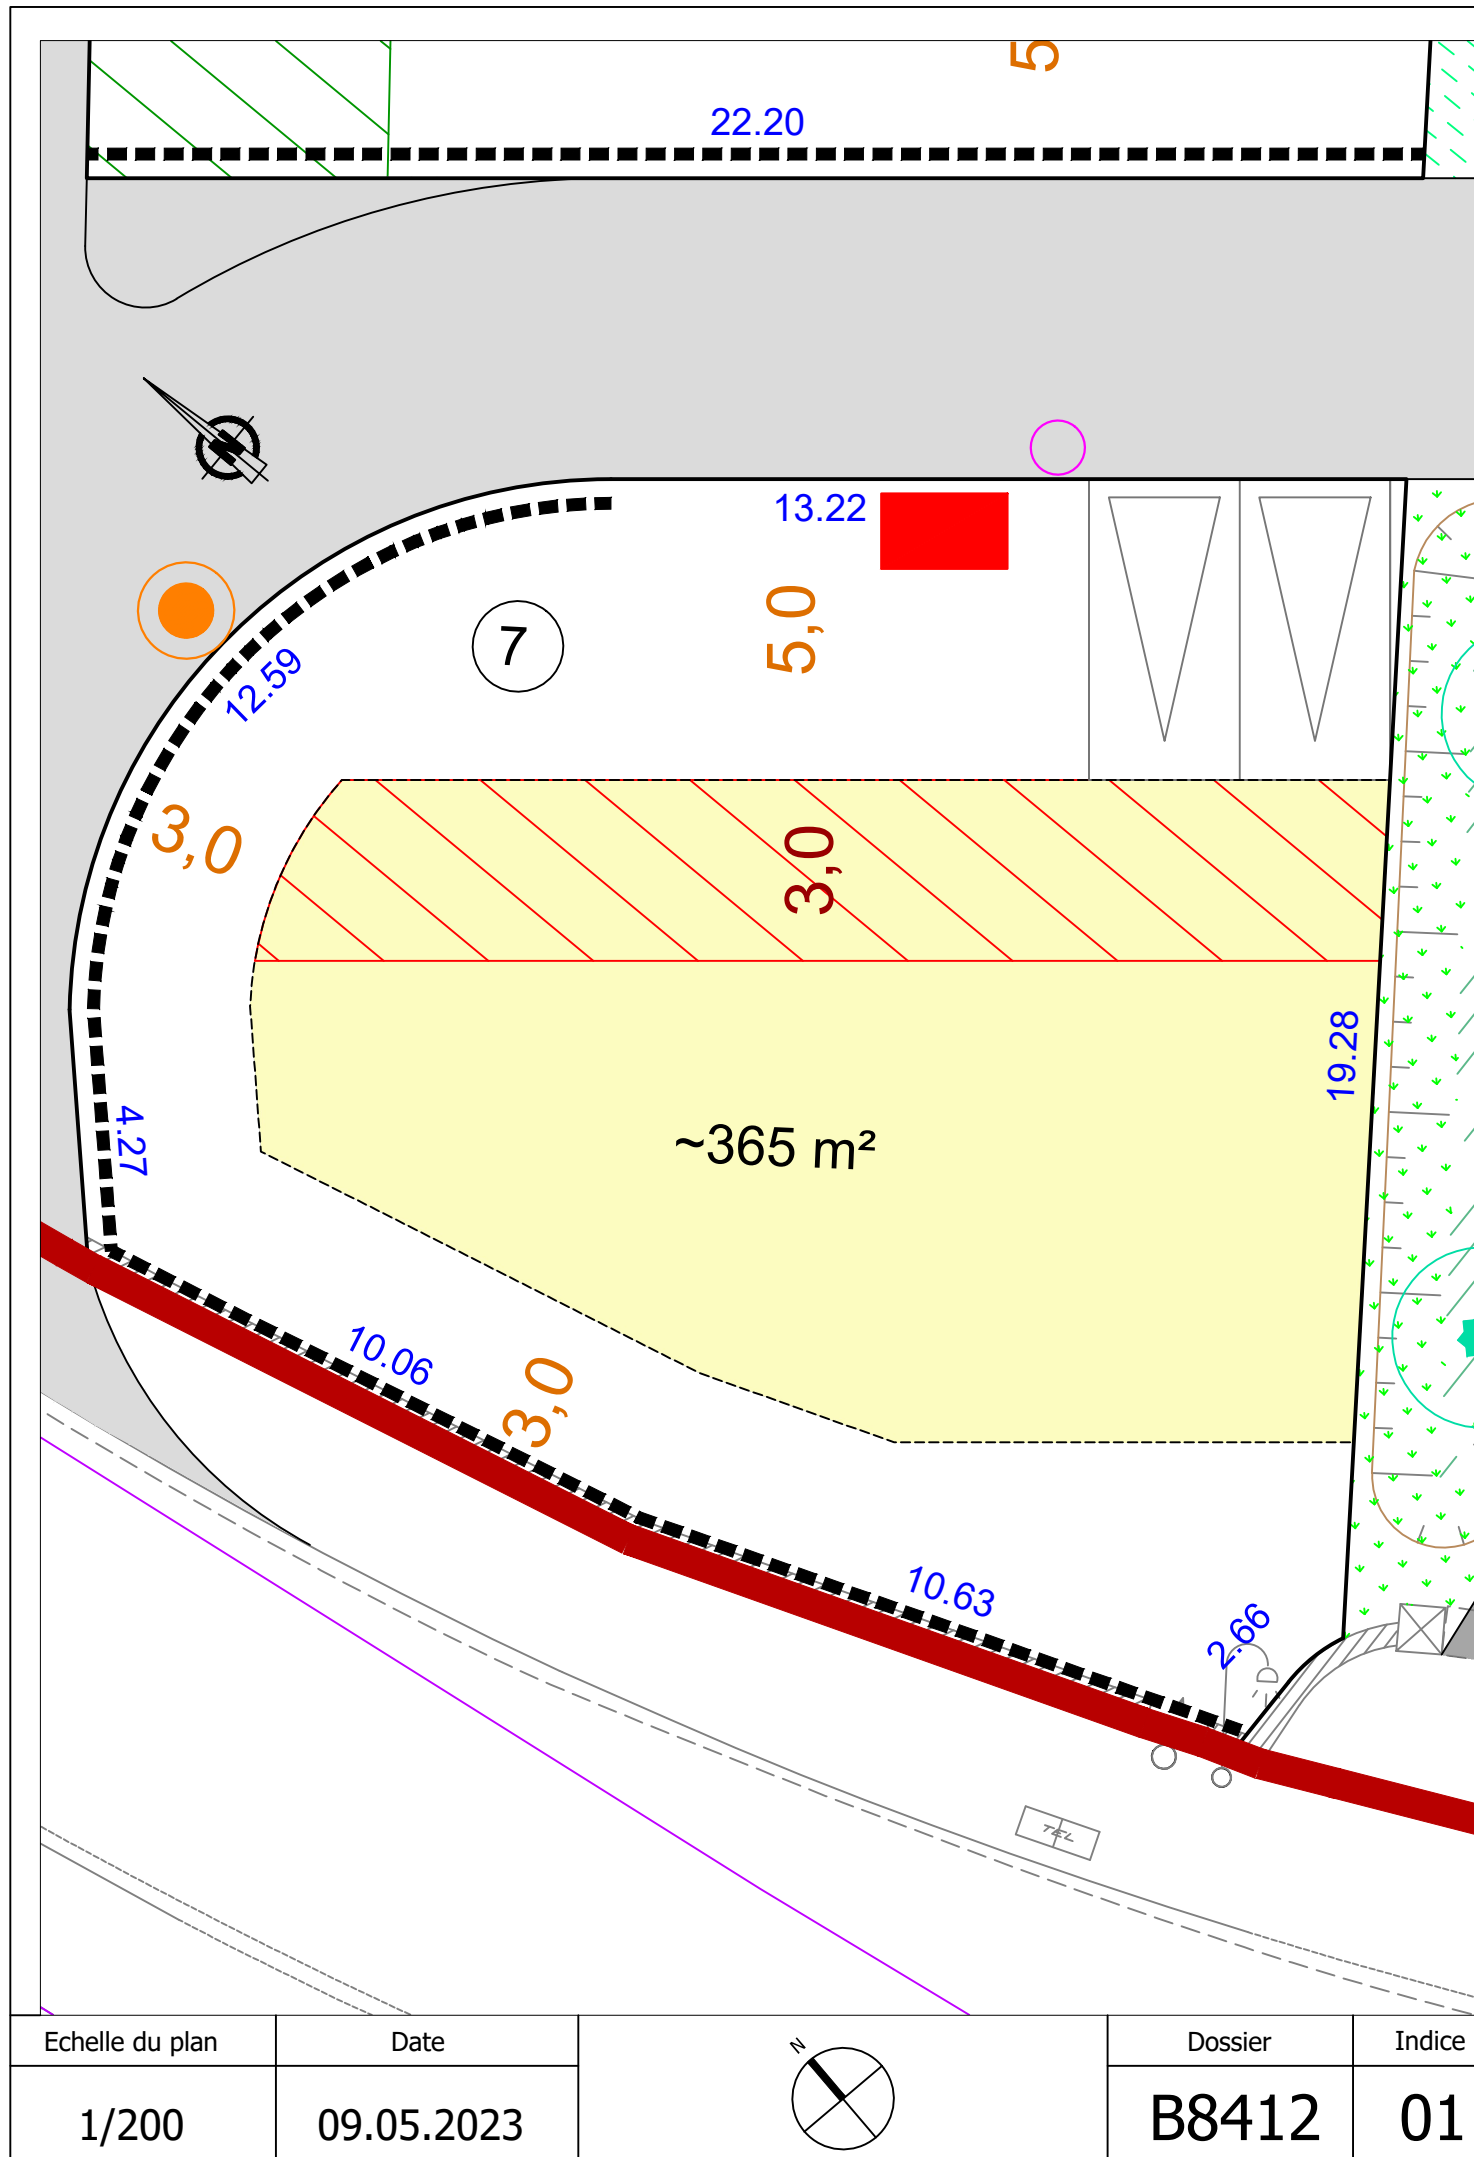 5
22.20
13.22
5,0
7
12.59
3,0
3,0
19.28
4.27
~365 m²
10.06
3,0
10.63
2.66
TEL
Echelle du plan
Date
N
Dossier
Indice
1/200
09.05.2023
B8412
01